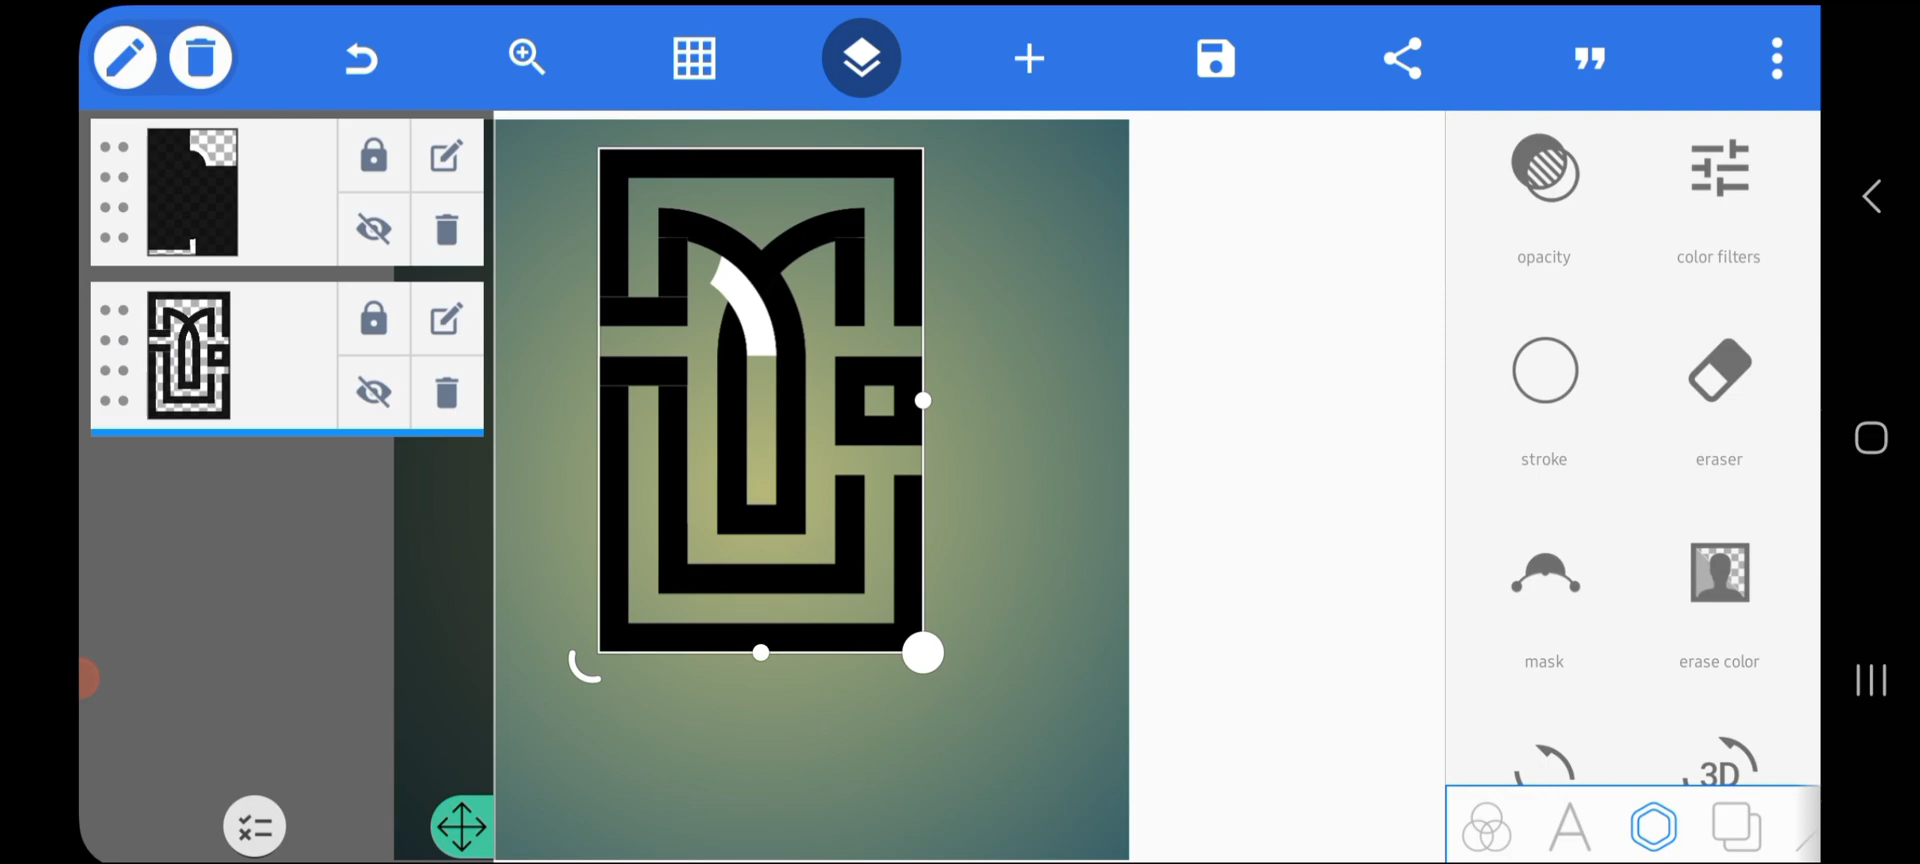 opacity
color filters
stroke
eraser
mask
erase color
3D